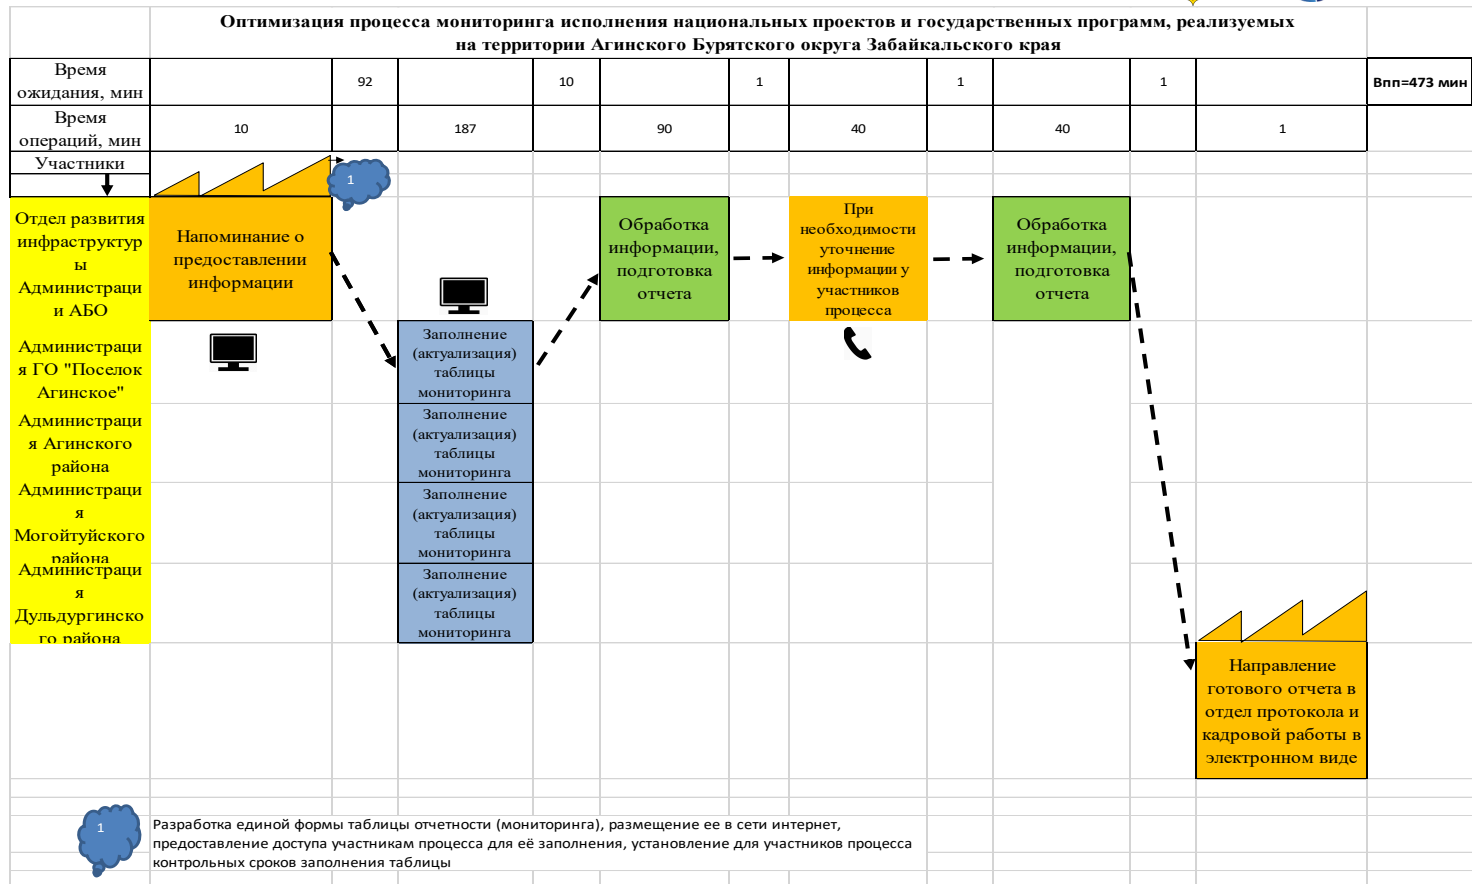 Оптимизация процесса мониторинга исполнения национальных проектов и государственных программ, реализуемых
на территории Агинского Бурятского округа Забайкальского края
Время
ожидания, мин
92
10
1
1
1
Впп=473 мин
Время
операций, мин
10
187
90
40
40
1
Участники
1
Отдел развития
инфраструктур
ы
Администраци
и АБО
Напоминание о
предоставлении
информации
Обработка
информации,
подготовка
отчета
При
необходимости
уточнение
информации у
участников
процесса
Обработка
информации,
подготовка
отчета
Администраци
я ГО "Поселок
Агинское"
Заполнение
(актуализация)
таблицы
мониторинга
Администраци
я Агинского
района
Заполнение
(актуализация)
таблицы
мониторинга
Администраци
я
Могойтуйского
района
Заполнение
(актуализация)
таблицы
мониторинга
Администраци
я
Дульдургинско
го района
Заполнение
(актуализация)
таблицы
мониторинга
Направление
готового отчета в
отдел протокола и
кадровой работы в
электронном виде
1
Разработка единой формы таблицы отчетности (мониторинга), размещение ее в сети интернет,
предоставление доступа участникам процесса для её заполнения, установление для участников процесса
контрольных сроков заполнения таблицы